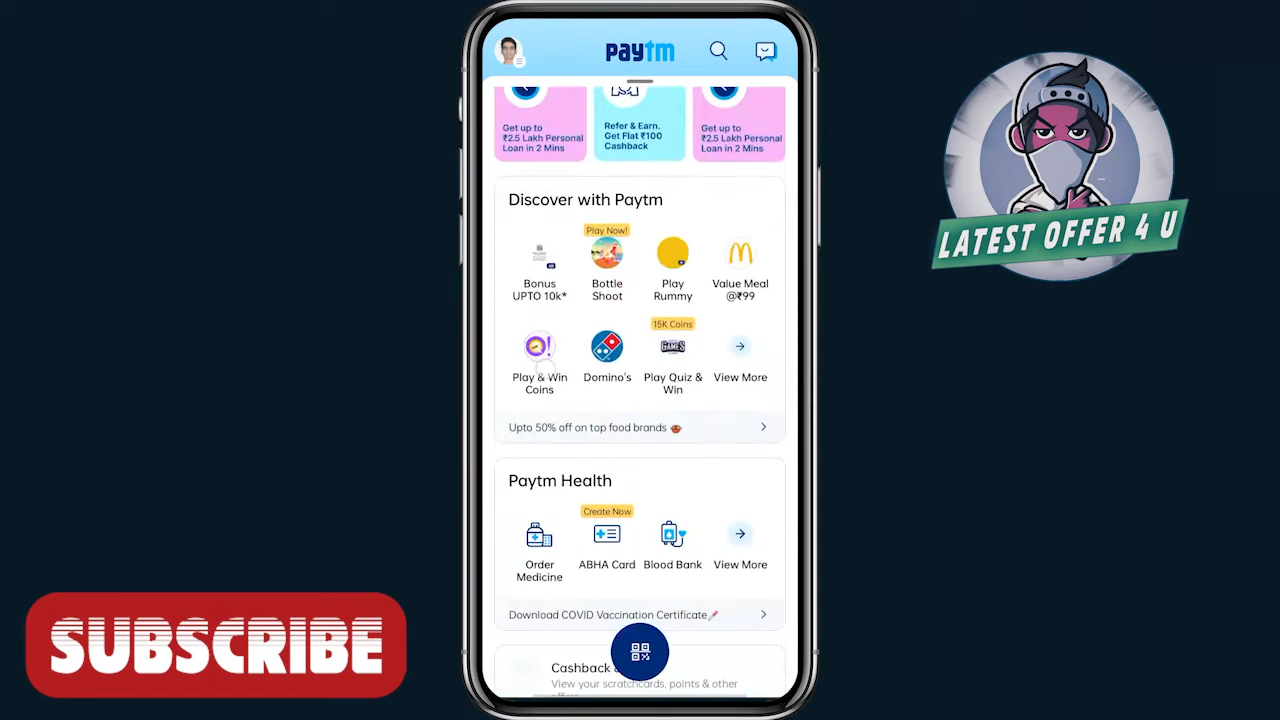 paytm
Get up to
₹2.5 Lakh Personal
Loan in 2 Mins
Refer & Earn.
Get Flat ₹100
Cashback
Get up to
₹2.5 Lakh Personal
Loan in 2 Mins
Discover with Paytm
Bonus
UPTO 10k*
Play Now!
Bottle
Shoot
Play
Rummy
Value Meal
@₹99
Play & Win
Coins
Domino's
15K Coins
GAMES
Play Quiz &
Win
View More
Upto 50% off on top food brands
Paytm Health
Order
Medicine
Create Now
ABHA Card
Blood Bank
View More
Download COVID Vaccination Certificate
Cashback
View your scratchcards, points & other
LATEST OFFER 4 U
SUBSCRIBE